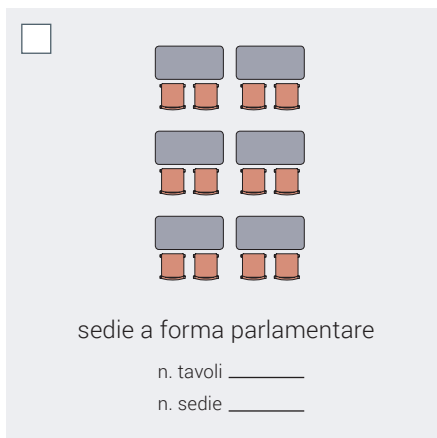 sedie a forma parlamentare
n. tavoli
n. sedie